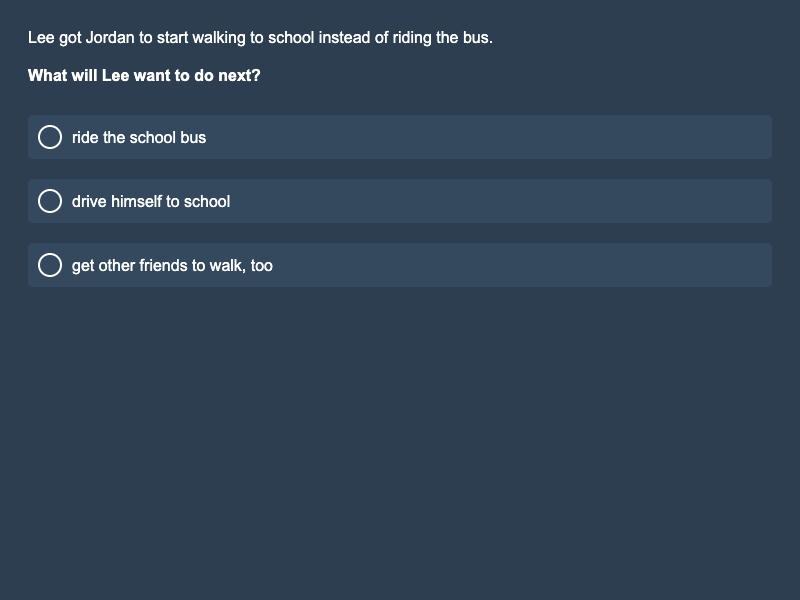 Lee got Jordan to start walking to school instead of riding the bus.
What will Lee want to do next?
ride the school bus
drive himself to school
get other friends to walk, too